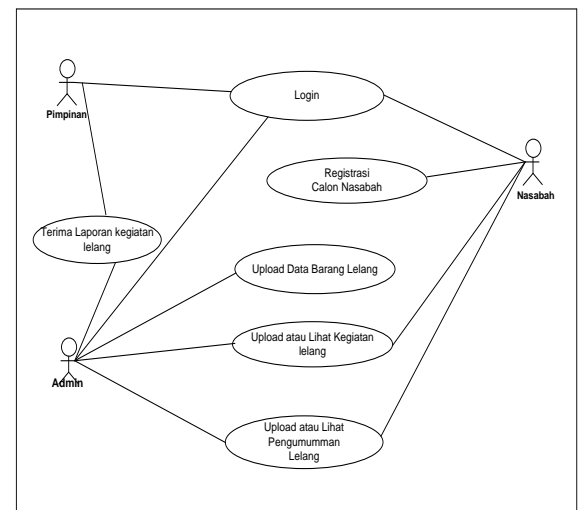 Login
Pimpinan
Registrasi
Calon Nasabah
Nasabah
Terima Laporan kegiatan
lelang
Upload Data Barang Lelang
Upload atau Lihat Kegiatan
lelang
Admin
Upload atau Lihat
Pengumumman
Lelang